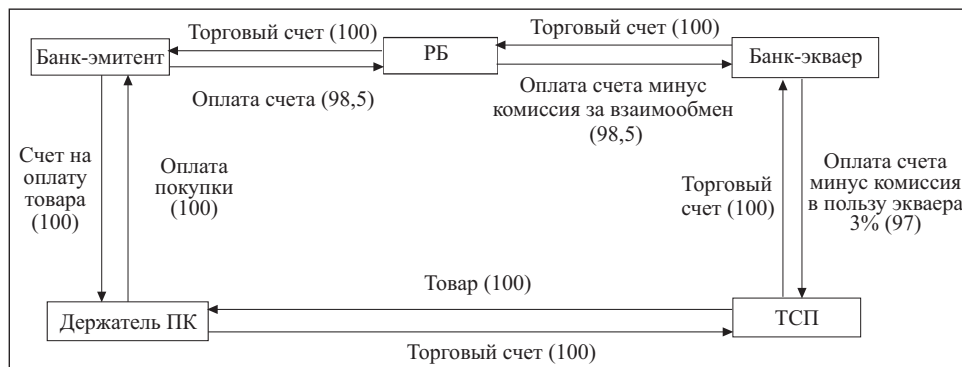 Торговый счет (100)
Торговый счет (100)
Банк-эмитент
РБ
Банк-экваер
Оплата счета (98,5)
Оплата счета минус
комиссия за взаимообмен
(98,5)
Счет на
оплату
товара
(100)
Оплата
покупки
(100)
Торговый
счет (100)
Оплата счета
минус комиссия
в пользу экваера
3% (97)
Товар (100)
Держатель ПК
ТСП
Торговый счет (100)